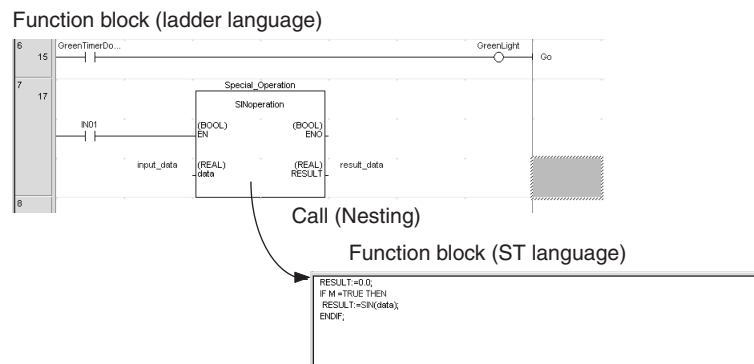 Function block (ladder language)
6
15
GreenTimerDo...
GreenLight
Go
7
17
Special_Operation
SINoperation
IN01
(BOOL)
EN
(BOOL)
ENO
input_data
(REAL)
data
(REAL)
RESULT
result_data
8
Call (Nesting)
Function block (ST language)
RESULT:=0.0;
IF M =TRUE THEN
RESULT:=SIN(data);
ENDIF;